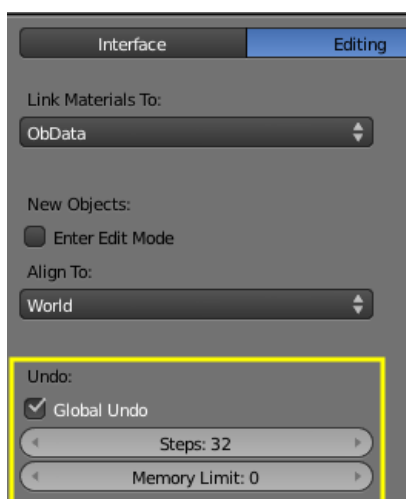 Interface Editing
Link Materials To:
ObData
New Objects:
Enter Edit Mode
Align To:
World
Undo:
Global Undo
Steps: 32
Memory Limit: 0